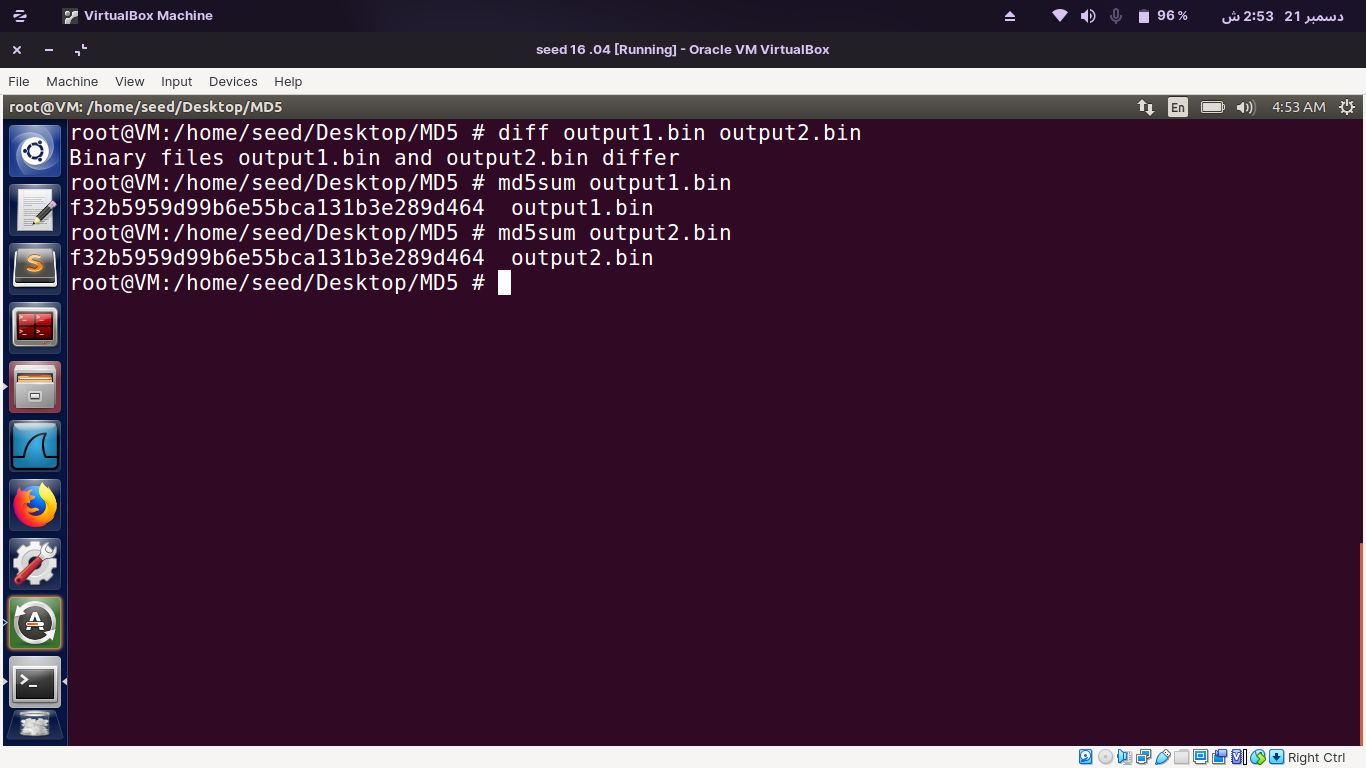 VirtualBox Machine
96 %
2:53 ش
21 دسمبر
seed 16 .04 [Running] - Oracle VM VirtualBox
File Machine View Input Devices Help
root@VM: /home/seed/Desktop/MD5
En
4:53 AM
root@VM:/home/seed/Desktop/MD5 # diff output1.bin output2.bin
Binary files output1.bin and output2.bin differ
root@VM:/home/seed/Desktop/MD5 # md5sum output1.bin
f32b5959d99b6e55bca131b3e289d464  output1.bin
root@VM:/home/seed/Desktop/MD5 # md5sum output2.bin
f32b5959d99b6e55bca131b3e289d464  output2.bin
root@VM:/home/seed/Desktop/MD5 #
Right Ctrl